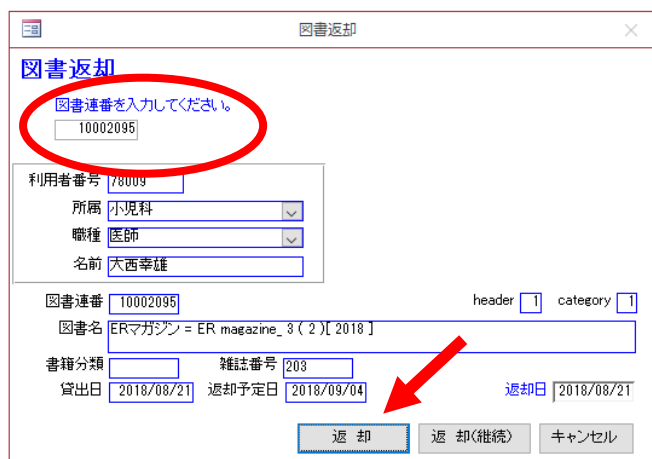 図書返却
図書返却
図書連番を入力してください。
10002095
利用者番号 78009
所属 小児科
職種 医師
名前 大西幸雄
図書連番 10002095 header 1 category 1
図書名 ERマガジン = ER magazine_ 3 ( 2 )[ 2018 ]
書籍分類 雑誌番号 203
貸出日 2018/08/21 返却予定日 2018/09/04 返却日 2018/08/21
返 却 返 却(継続) キャンセル